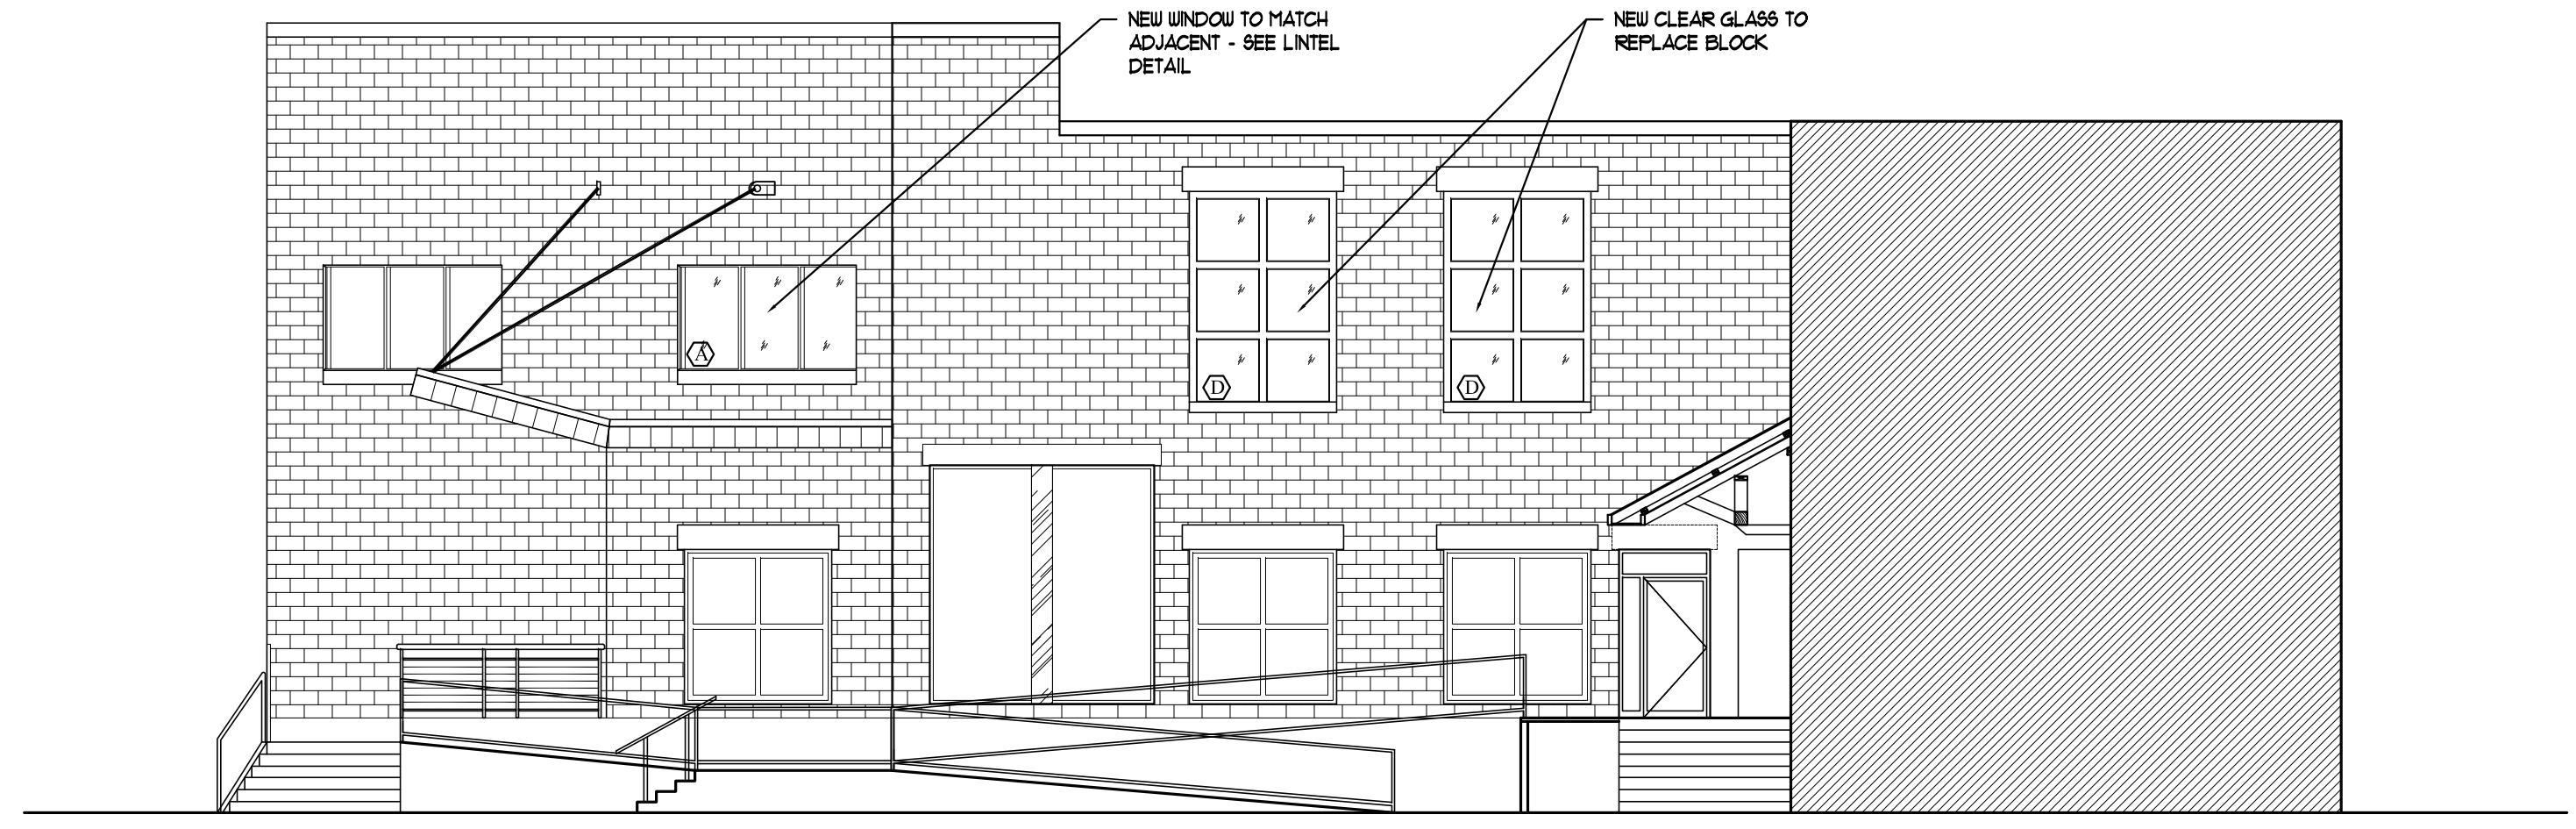 NEW WINDOW TO MATCH
ADJACENT - SEE LINTEL
DETAIL
NEW CLEAR GLASS TO
REPLACE BLOCK
A
D
D